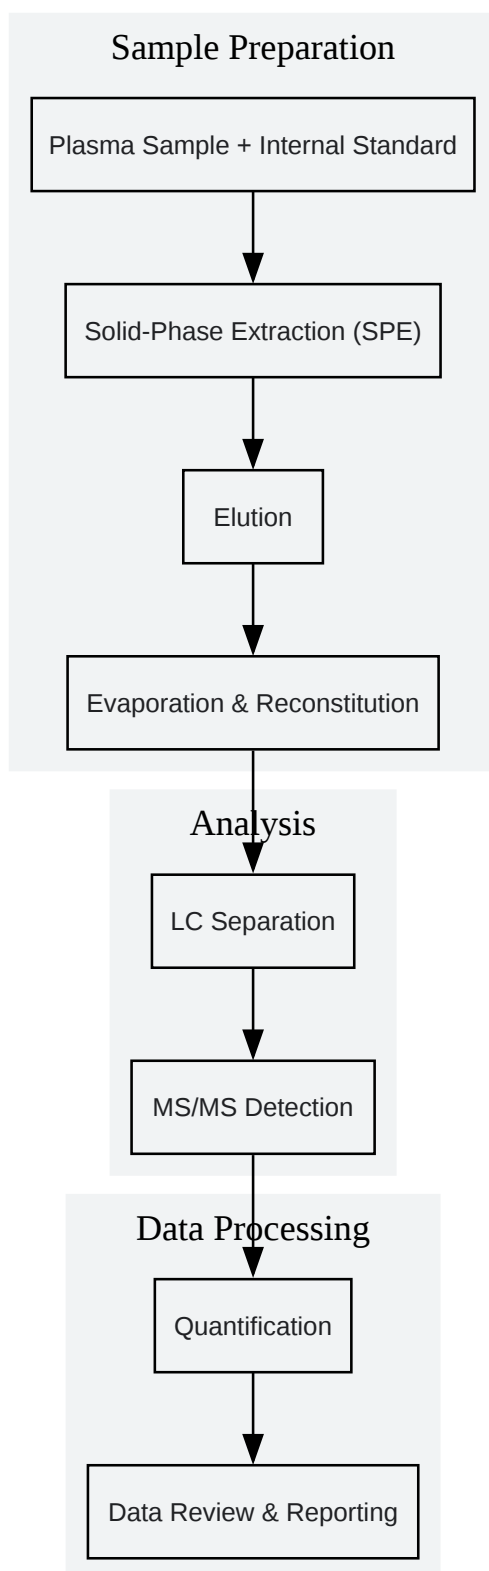 Sample Preparation
Plasma Sample + Internal Standard
Solid-Phase Extraction (SPE)
Elution
Evaporation & Reconstitution
Analysis
LC Separation
MS/MS Detection
Data Processing
Quantification
Data Review & Reporting